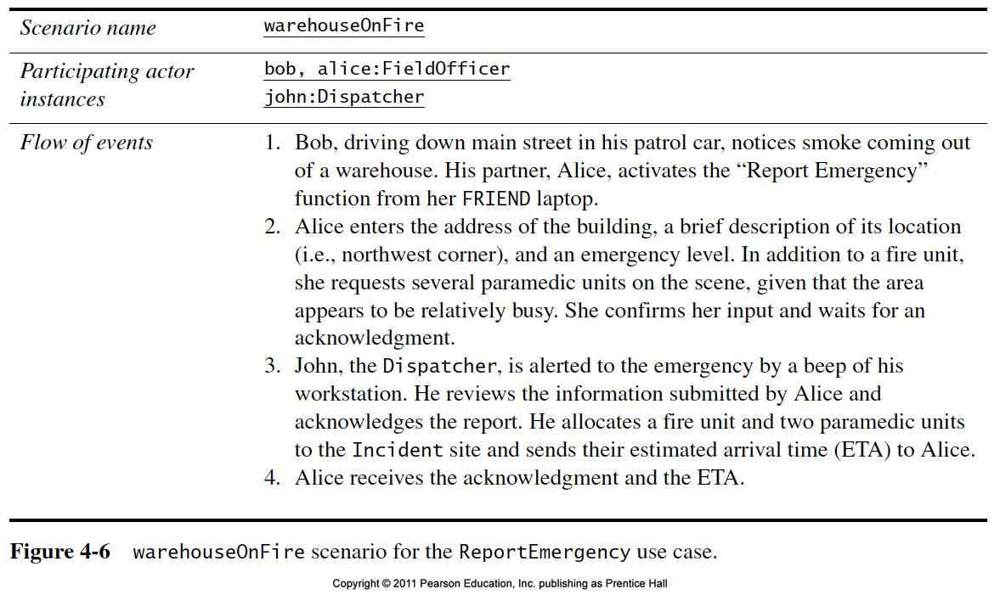 Scenario name warehouseOnFire
Participating actor instances bob, alice:FieldOfficer
john:Dispatcher
Flow of events 1. Bob, driving down main street in his patrol car, notices smoke coming out
of a warehouse. His partner, Alice, activates the “Report Emergency”
function from her FRIEND laptop.
2. Alice enters the address of the building, a brief description of its location
(i.e., northwest corner), and an emergency level. In addition to a fire unit,
she requests several paramedic units on the scene, given that the area
appears to be relatively busy. She confirms her input and waits for an
acknowledgment.
3. John, the Dispatcher, is alerted to the emergency by a beep of his
workstation. He reviews the information submitted by Alice and
acknowledges the report. He allocates a fire unit and two paramedic units
to the Incident site and sends their estimated arrival time (ETA) to Alice.
4. Alice receives the acknowledgment and the ETA.
Figure 4-6 warehouseOnFire scenario for the ReportEmergency use case.
Copyright © 2011 Pearson Education, Inc. publishing as Prentice Hall